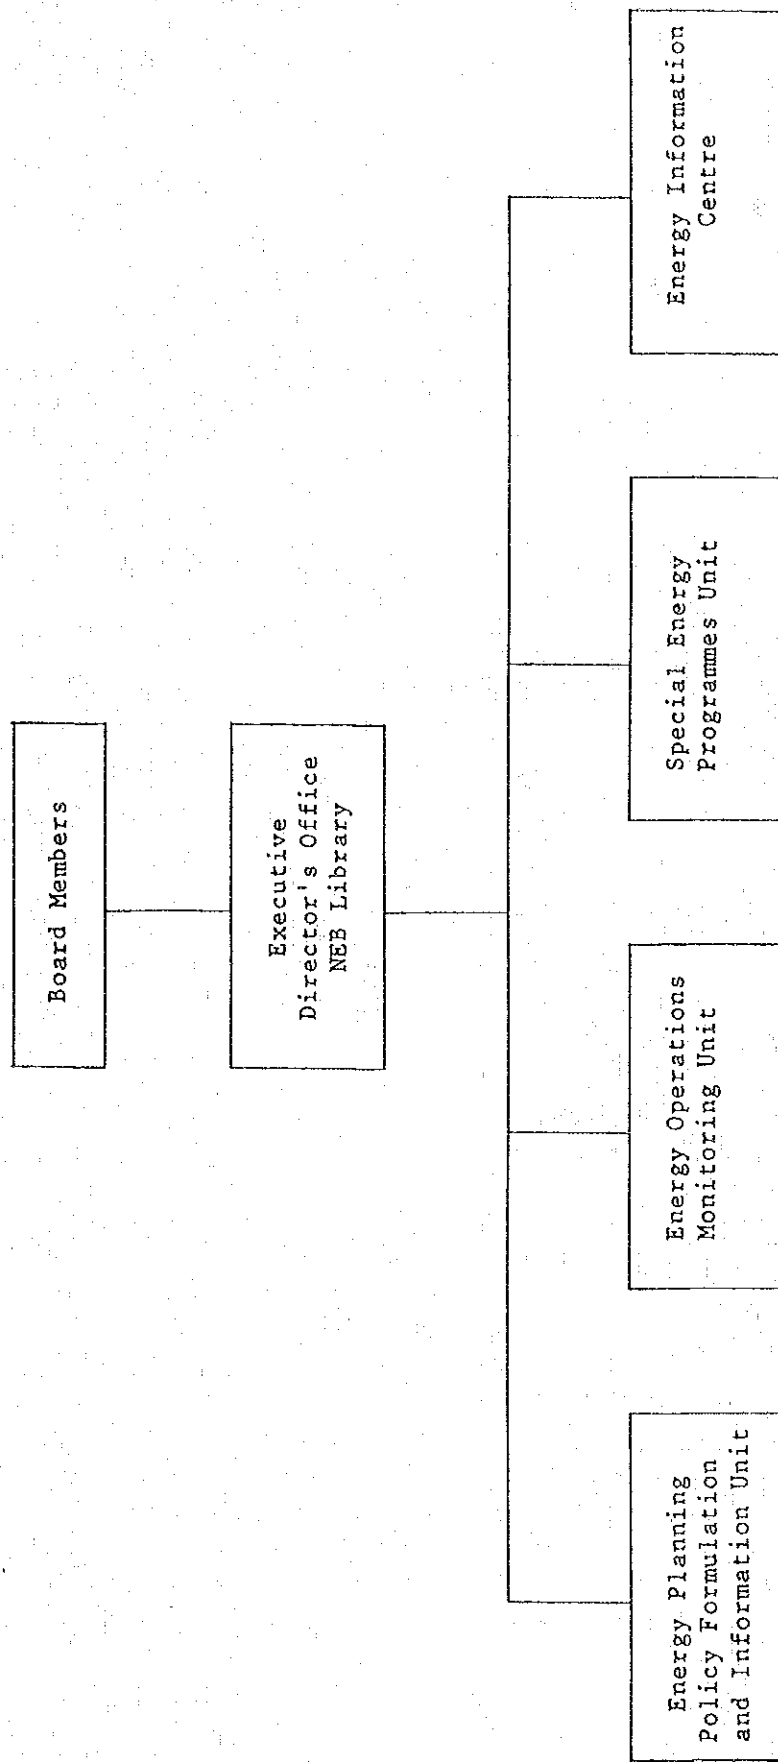 Board Members
Executive
Director's Office
NEB Library
Energy Planning
Policy Formulation
and Information Unit
Energy Operations
Monitoring Unit
Special Energy
Programmes Unit
Energy Information
Centre